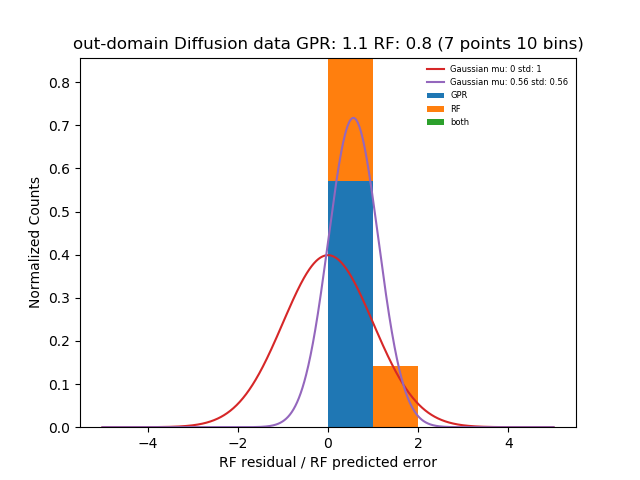 out-domain Diffusion data GPR: 1.1 RF: 0.8 (7 points 10 bins)
Gaussian mu: 0 std: 1
Gaussian mu: 0.56 std: 0.56
GPR
RF
both
Normalized Counts
0.8
0.7
0.6
0.5
0.4
0.3
0.2
0.1
0.0
−4
−2
0
2
4
RF residual / RF predicted error